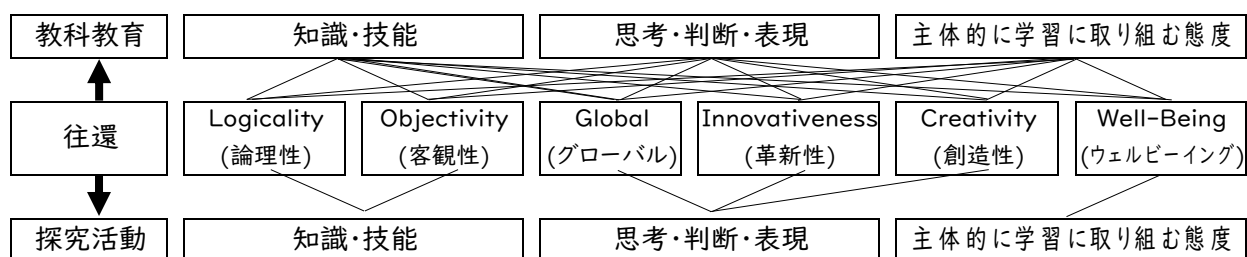 教科教育
知識・技能
思考・判断・表現
主体的に学習に取り組む態度
往還
Logicality
(論理性)
Objectivity
(客観性)
Global
(グローバル)
Innovativeness
(革新性)
Creativity
(創造性)
Well-Being
(ウェルビーイング)
探究活動
知識・技能
思考・判断・表現
主体的に学習に取り組む態度